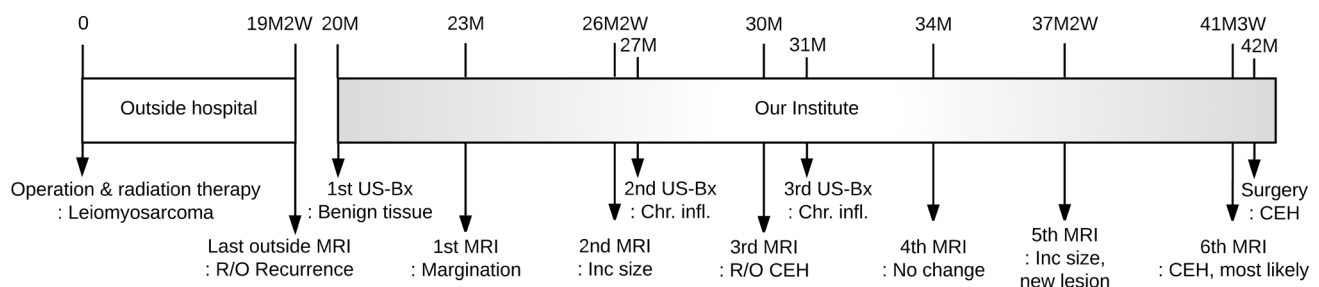 0
19M2W
20M
23M
26M2W
27M
30M
31M
34M
37M2W
41M3W
42M
Outside hospital
Our Institute
Operation & radiation therapy
: Leiomyosarcoma
Last outside MRI
: R/O Recurrence
1st US-Bx
: Benign tissue
1st MRI
: Margination
2nd MRI
: Inc size
2nd US-Bx
: Chr. infl.
3rd MRI
: R/O CEH
3rd US-Bx
: Chr. infl.
4th MRI
: No change
5th MRI
: Inc size,
new lesion
6th MRI
: CEH, most likely
Surgery
: CEH